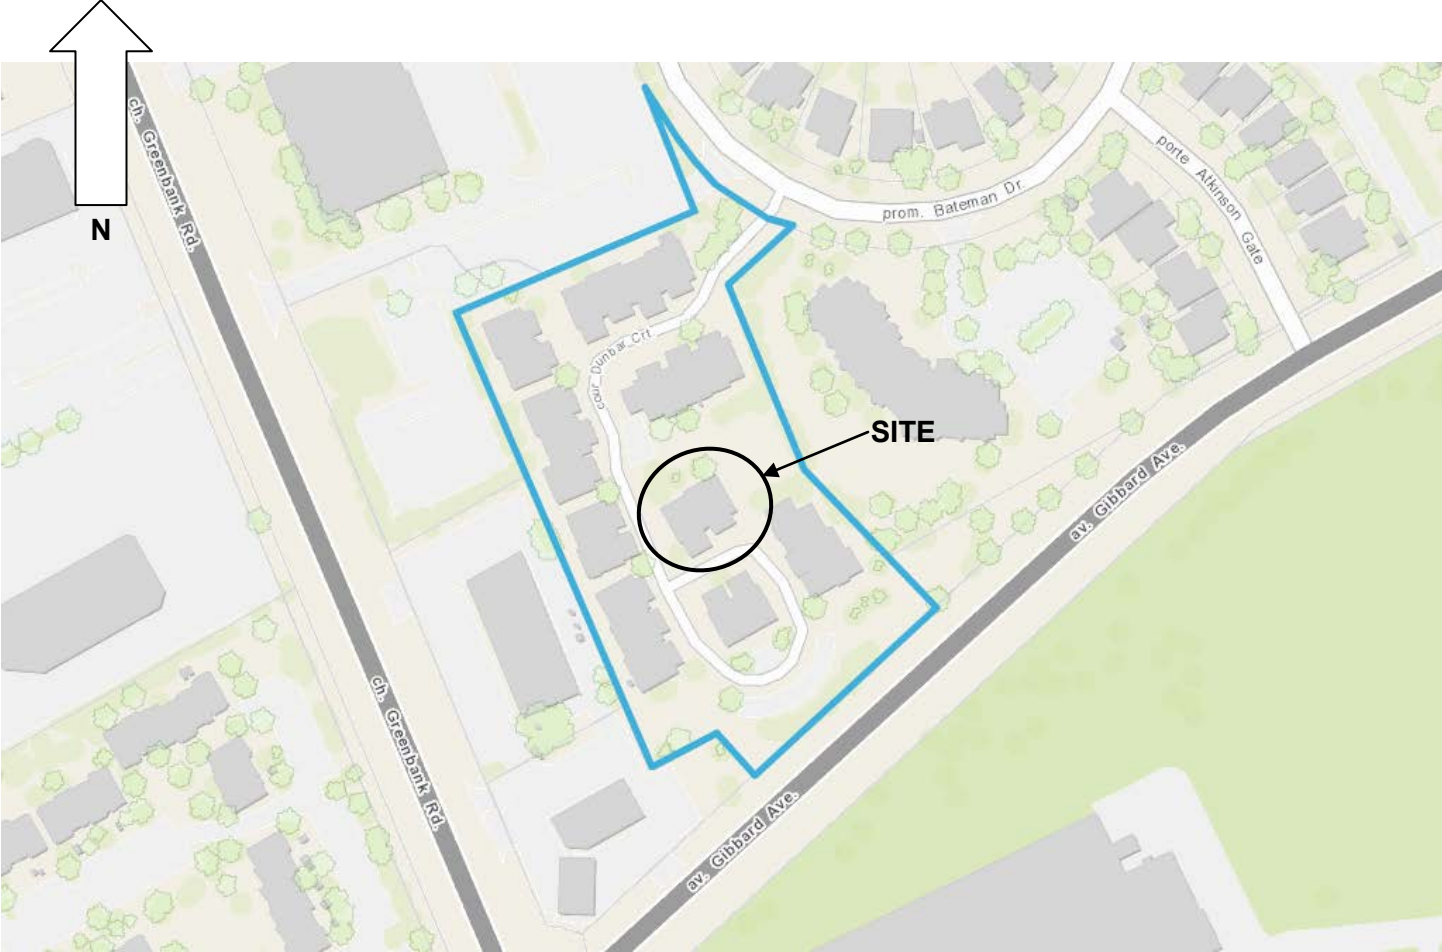 N
ch. Greenbank Rd.
prom. Bateman Dr.
porte Atkinson Gate
cour Dunbar Crt
SITE
av. Gibbard Ave.
ch. Greenbank Rd.
av. Gibbard Ave.